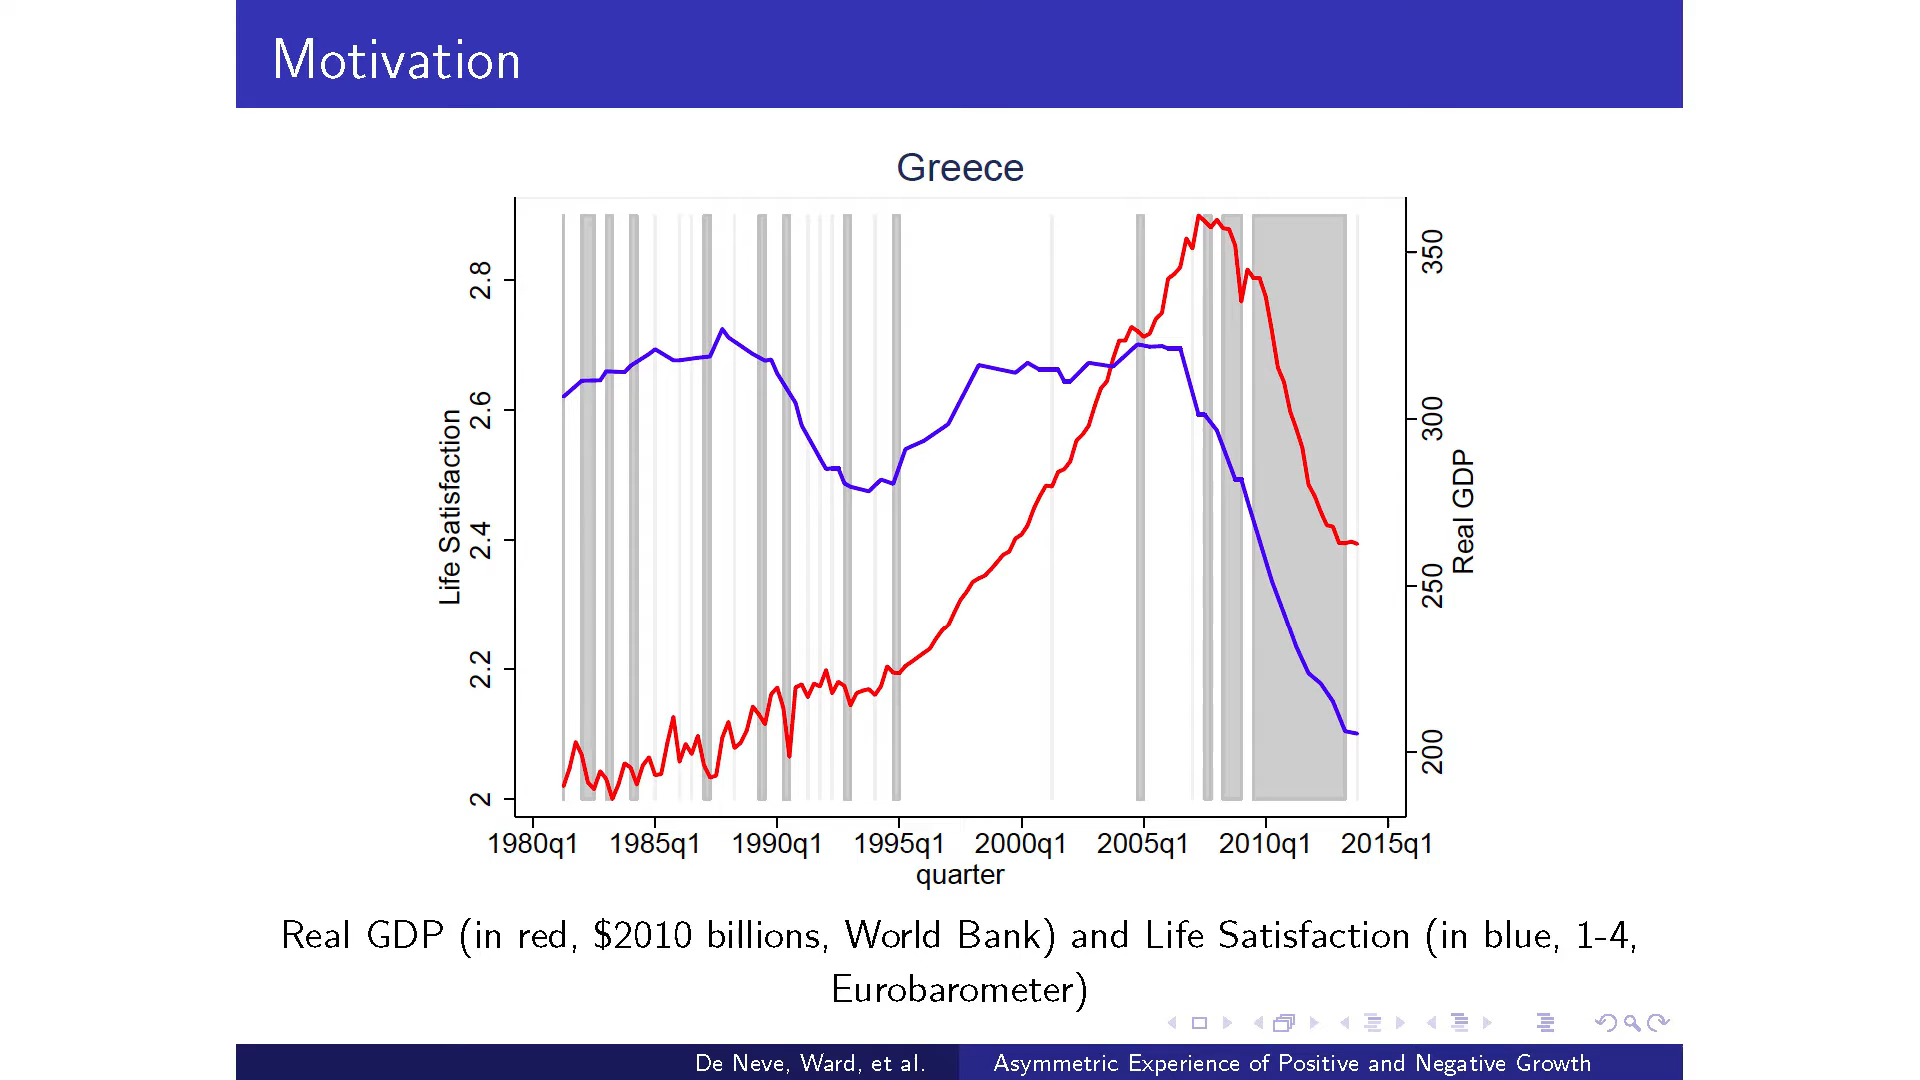 Motivation
Greece
Life Satisfaction
2.8
2.6
2.4
2.2
2
350
300
250
200
Real GDP
1980q1 1985q1 1990q1 1995q1 2000q1 2005q1 2010q1 2015q1
quarter
Real GDP (in red, $2010 billions, World Bank) and Life Satisfaction (in blue, 1-4,
Eurobarometer)
De Neve, Ward, et al. Asymmetric Experience of Positive and Negative Growth